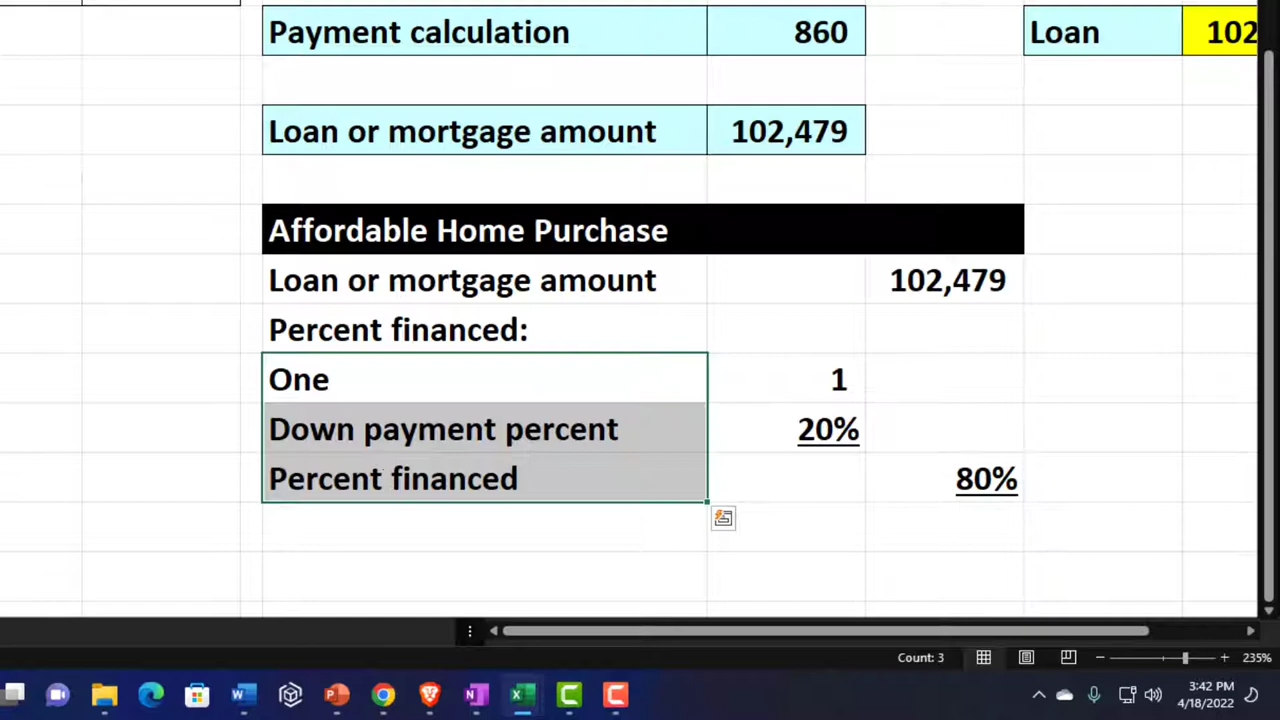 Payment calculation 860 Loan 102
Loan or mortgage amount 102,479
Affordable Home Purchase
Loan or mortgage amount 102,479
Percent financed:
One 1
Down payment percent 20%
Percent financed 80%
Count: 3 235%
3:42 PM
4/18/2022